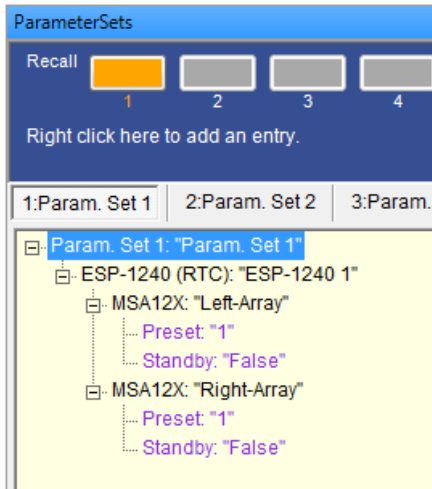 ParameterSets
Recall
1 2 3 4
Right click here to add an entry.
1:Param. Set 1 2:Param. Set 2 3:Param.
Param. Set 1: "Param. Set 1"
ESP-1240 (RTC): "ESP-1240 1"
MSA12X: "Left-Array"
Preset: "1"
Standby: "False"
MSA12X: "Right-Array"
Preset: "1"
Standby: "False"